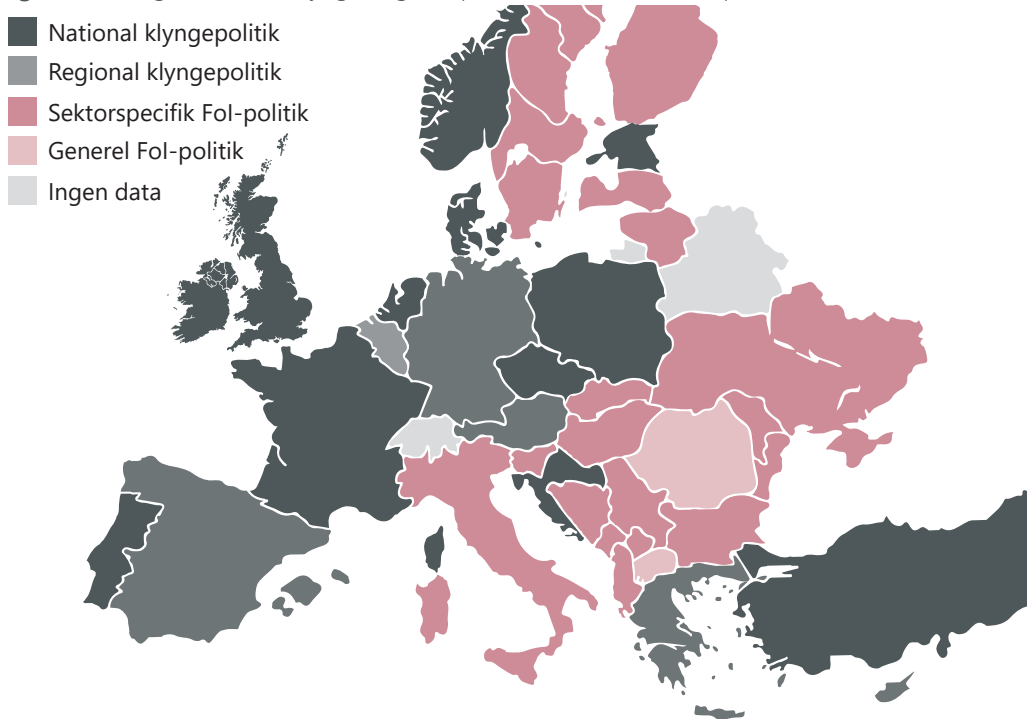 National klyngepolitik
Regional klyngepolitik
Sektorspecifik FoI-politik
Generel FoI-politik
Ingen data